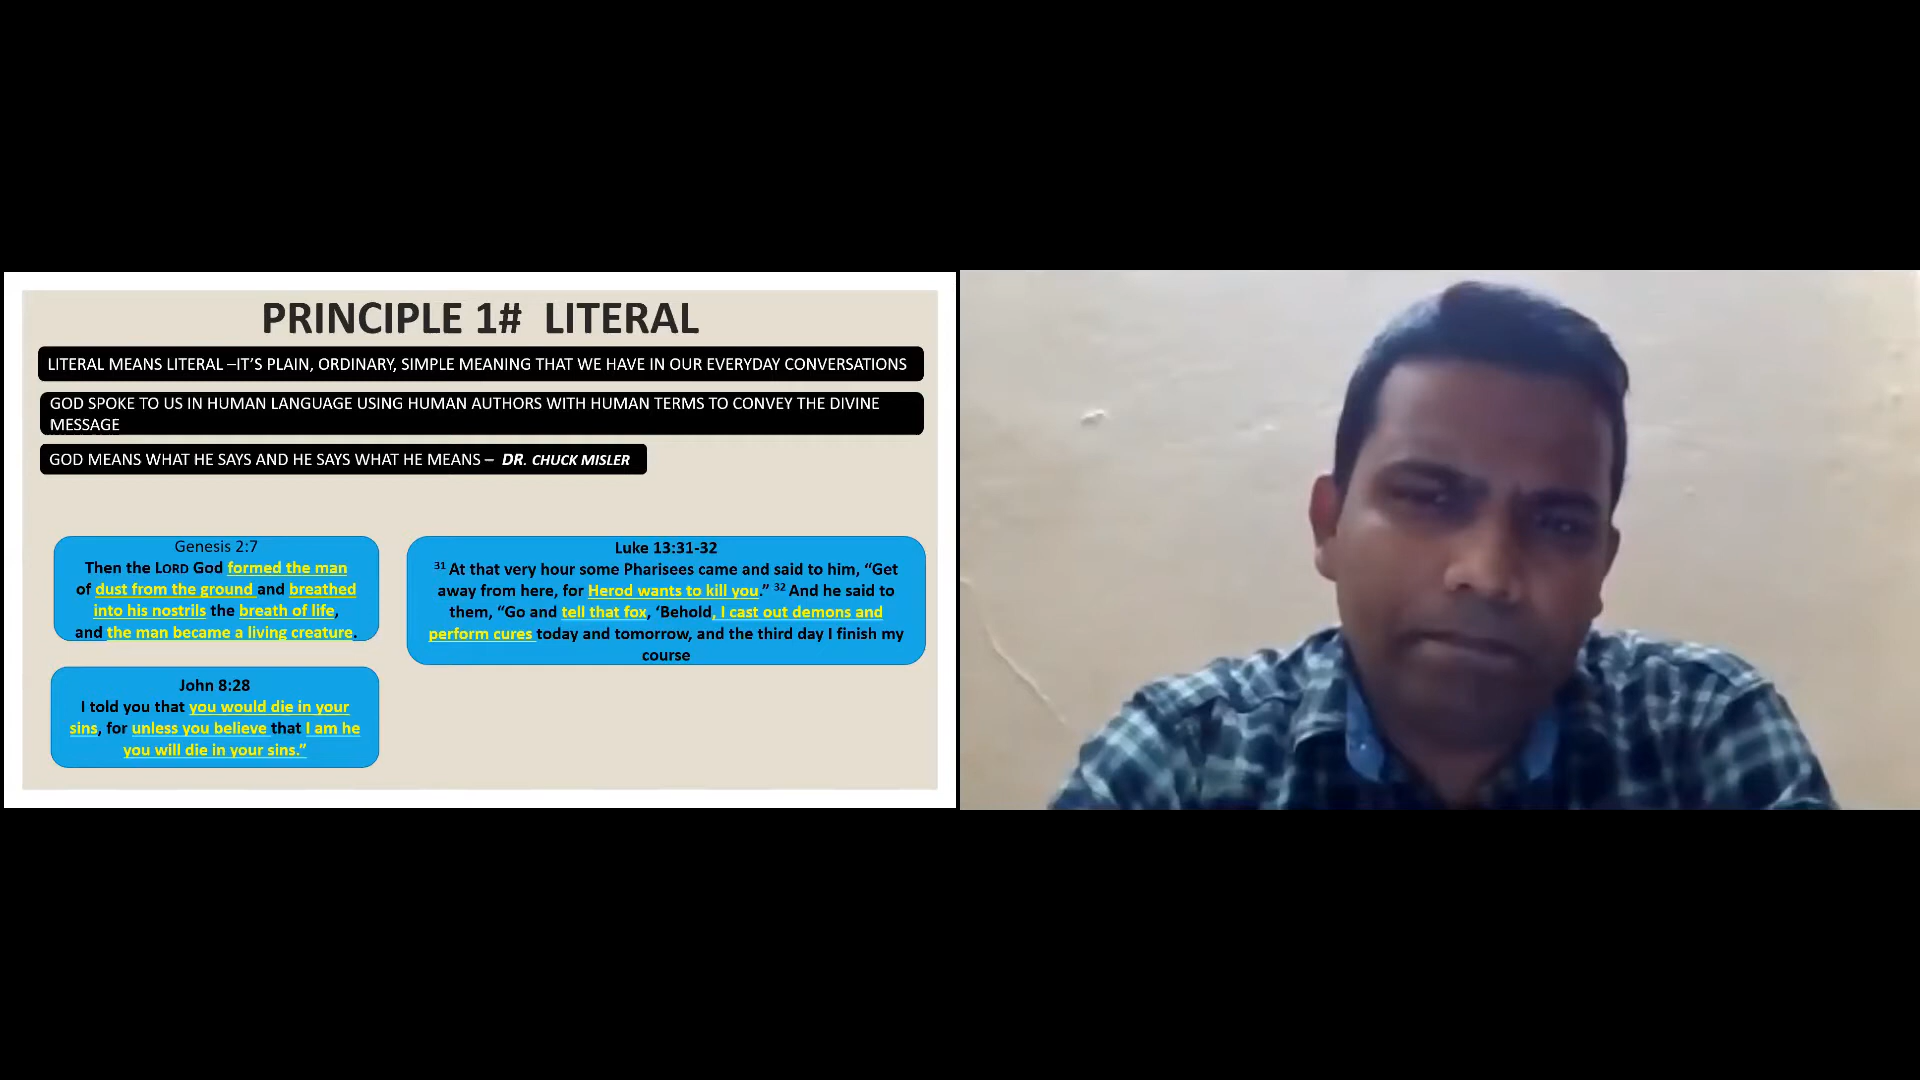 PRINCIPLE 1# LITERAL
LITERAL MEANS LITERAL –IT'S PLAIN, ORDINARY, SIMPLE MEANING THAT WE HAVE IN OUR EVERYDAY CONVERSATIONS
GOD SPOKE TO US IN HUMAN LANGUAGE USING HUMAN AUTHORS WITH HUMAN TERMS TO CONVEY THE DIVINE
MESSAGE
GOD MEANS WHAT HE SAYS AND HE SAYS WHAT HE MEANS – DR. CHUCK MISLER
Genesis 2:7
Then the LORD God formed the man
of dust from the ground and breathed
into his nostrils the breath of life,
and the man became a living creature.
Luke 13:31-32
31 At that very hour some Pharisees came and said to him, “Get
away from here, for Herod wants to kill you.” 32 And he said to
them, “Go and tell that fox, ‘Behold, I cast out demons and
perform cures today and tomorrow, and the third day I finish my
course
John 8:28
I told you that you would die in your
sins, for unless you believe that I am he
you will die in your sins.”